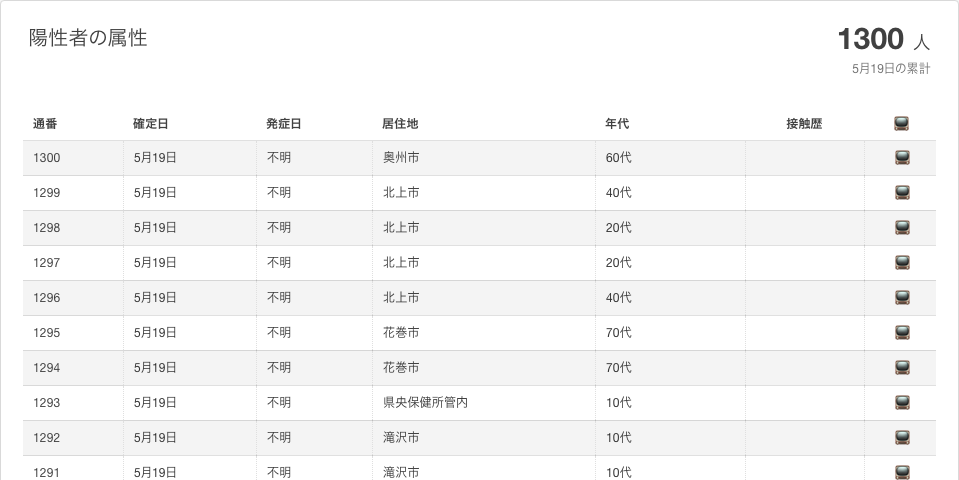 陽性者の属性
1300 人
5月19日の累計
通番 確定日 発症日 居住地 年代 接触歴
1300 5月19日 不明 奥州市 60代
1299 5月19日 不明 北上市 40代
1298 5月19日 不明 北上市 20代
1297 5月19日 不明 北上市 20代
1296 5月19日 不明 北上市 40代
1295 5月19日 不明 花巻市 70代
1294 5月19日 不明 花巻市 70代
1293 5月19日 不明 県央保健所管内 10代
1292 5月19日 不明 滝沢市 10代
1291 5月19日 不明 滝沢市 10代